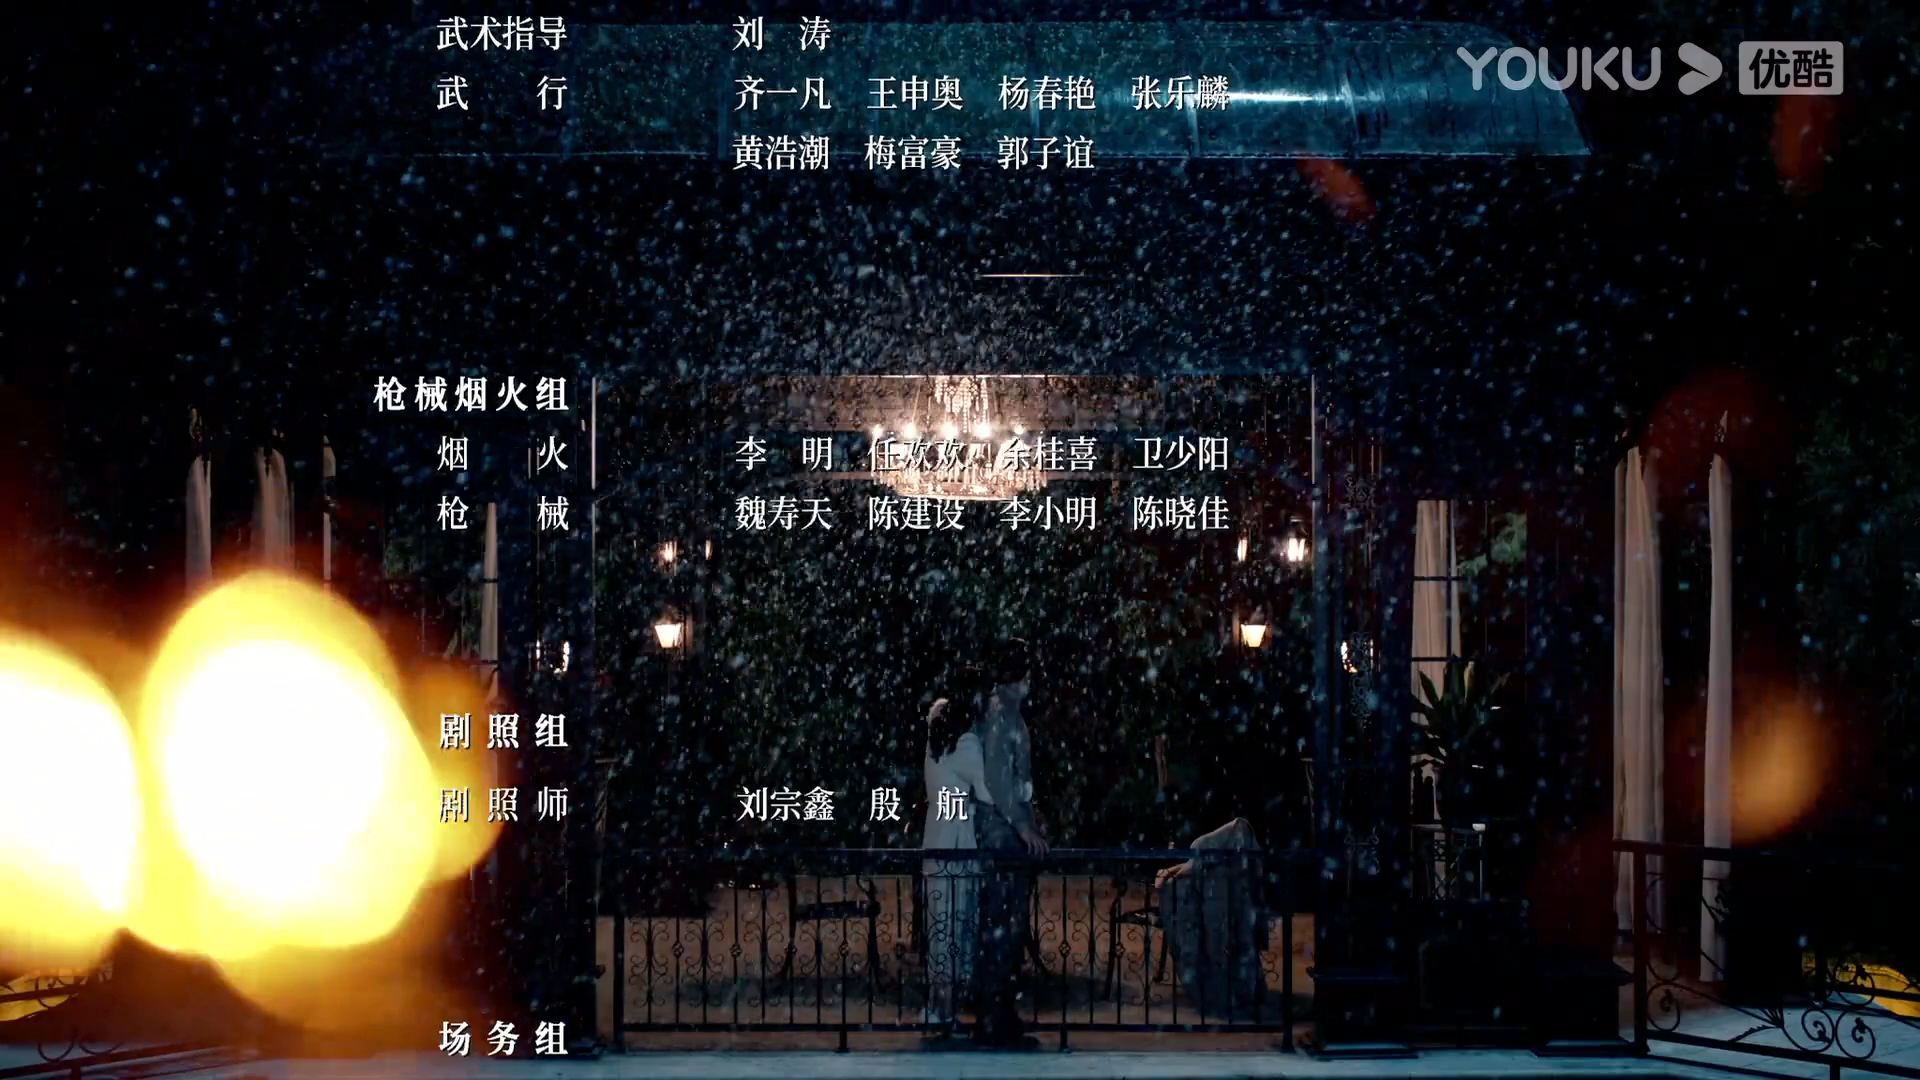 武术指导 刘 涛
YOUKU 优酷
武 行 齐一凡 王申奥 杨春艳 张乐麟
黄浩潮 梅富豪 郭子谊
枪械烟火组
烟 火 李 明 任欢欢 余桂喜 卫少阳
枪 械 魏寿天 陈建设 李小明 陈晓佳
剧照组
剧照师 刘宗鑫 殷 航
场务组